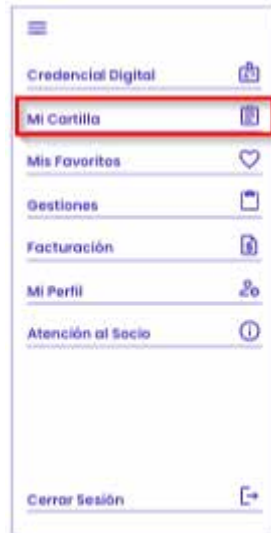 Credencial Digital
Mi Cartilla
Mis Favoritos
Gestiones
Facturación
Mi Perfil
Atención al Socio
Cerrar Sesión